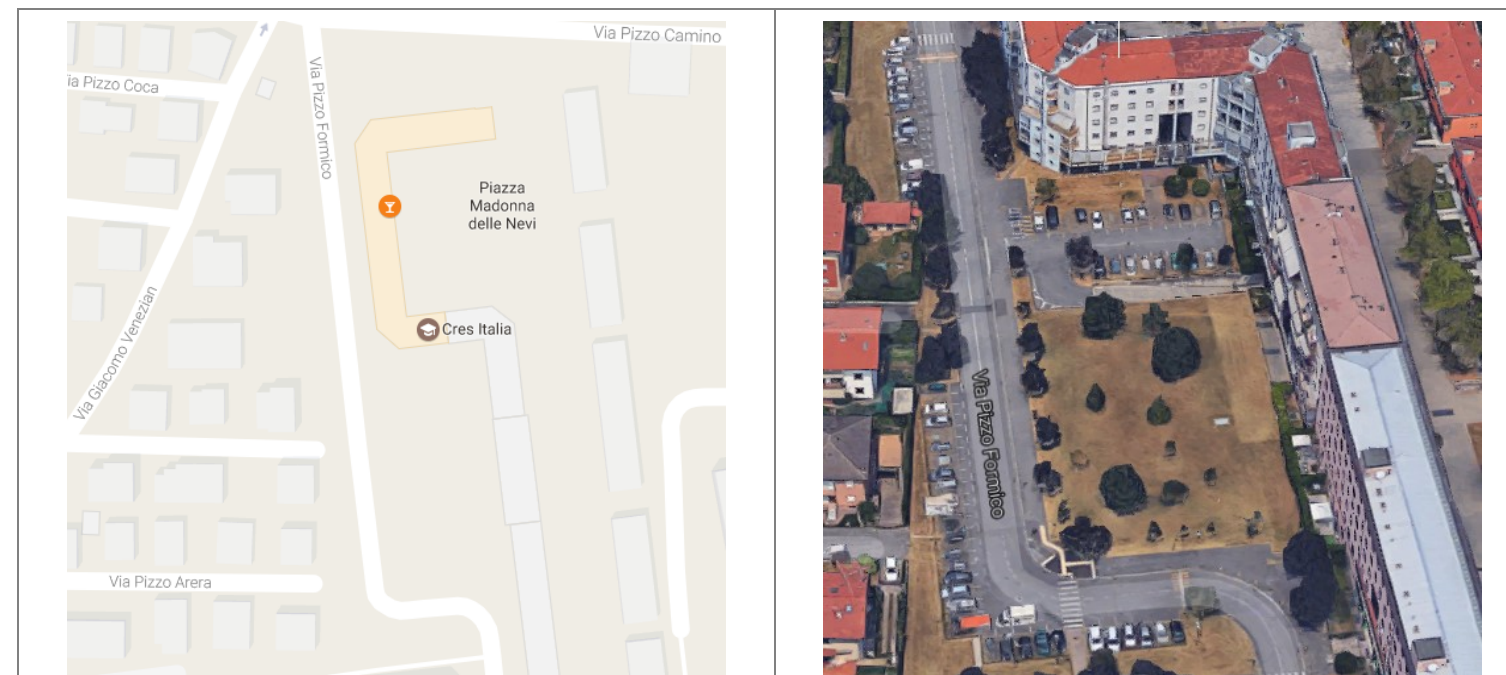 Via Pizzo Camino
ia Pizzo Coca
Via Pizzo Formico
Piazza
Madonna
delle Nevi
Cres Italia
Via Giacomo Venezian
Via Pizzo Arera
Via Pizzo Formico